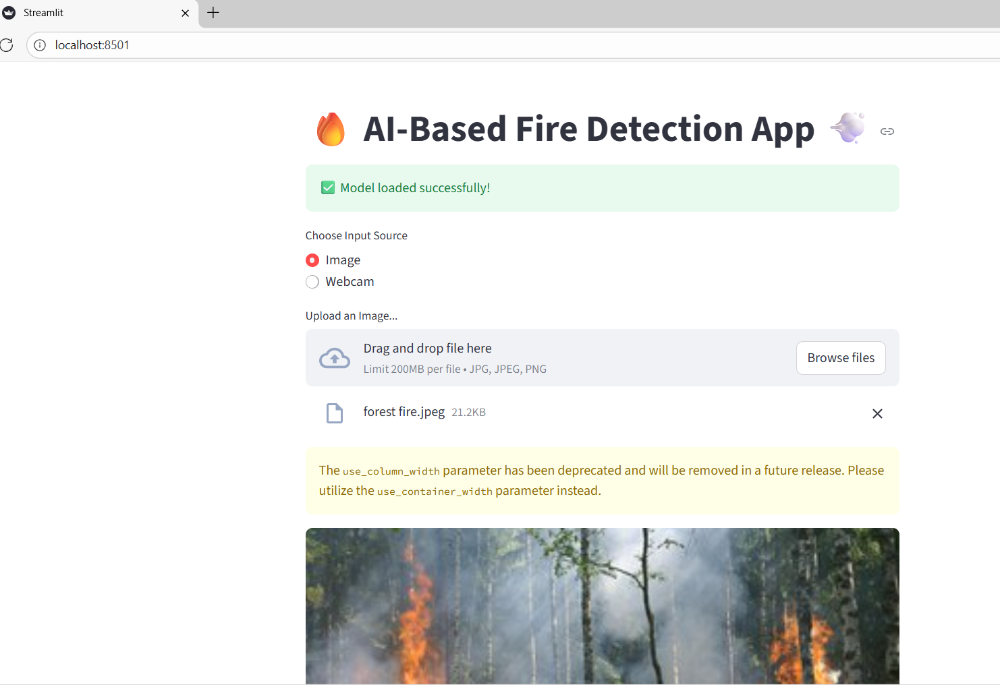 Streamlit
localhost:8501
AI-Based Fire Detection App
Model loaded successfully!
Choose Input Source
Image
Webcam
Upload an Image...
Drag and drop file here
Limit 200MB per file • JPG, JPEG, PNG
Browse files
forest fire.jpeg 21.2KB
The use_column_width parameter has been deprecated and will be removed in a future release. Please
utilize the use_container_width parameter instead.